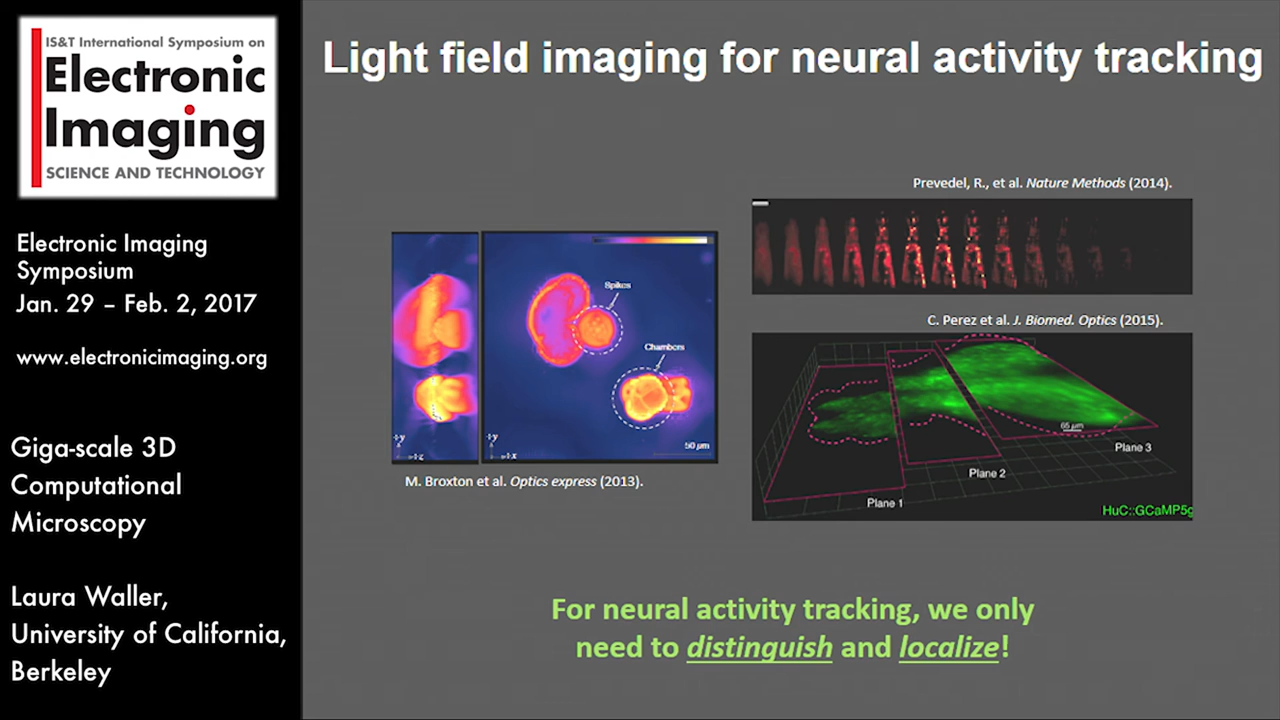 IS&T International Symposium on
Electronic
Imaging
SCIENCE AND TECHNOLOGY
Electronic Imaging
Symposium
Jan. 29 – Feb. 2, 2017
www.electronicimaging.org
Giga-scale 3D
Computational
Microscopy
Laura Waller,
University of California,
Berkeley
Light field imaging for neural activity tracking
Spikes
Chambers
+y
+z
+y
+x
50 µm
M. Broxton et al. Optics express (2013).
Prevedel, R., et al. Nature Methods (2014).
C. Perez et al. J. Biomed. Optics (2015).
65 µm
Plane 3
Plane 2
Plane 1
HuC::GCaMP5g
For neural activity tracking, we only
need to distinguish and localize!